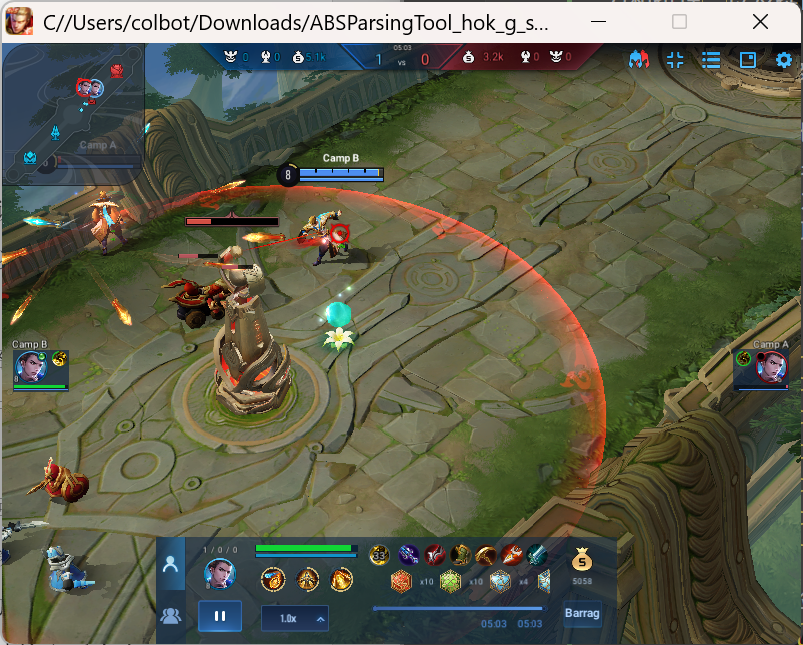 C//Users/colbot/Downloads/ABSParsingTool_hok_g_s...
05:03
0 0 5.1k 1 vs 0 3.2k 0 0
Camp A
Camp B
8
Camp B
8
Camp A
1 / 0 / 0
33
x10 x10 x4
5058
1.0x
05:03 05:03
Barrag